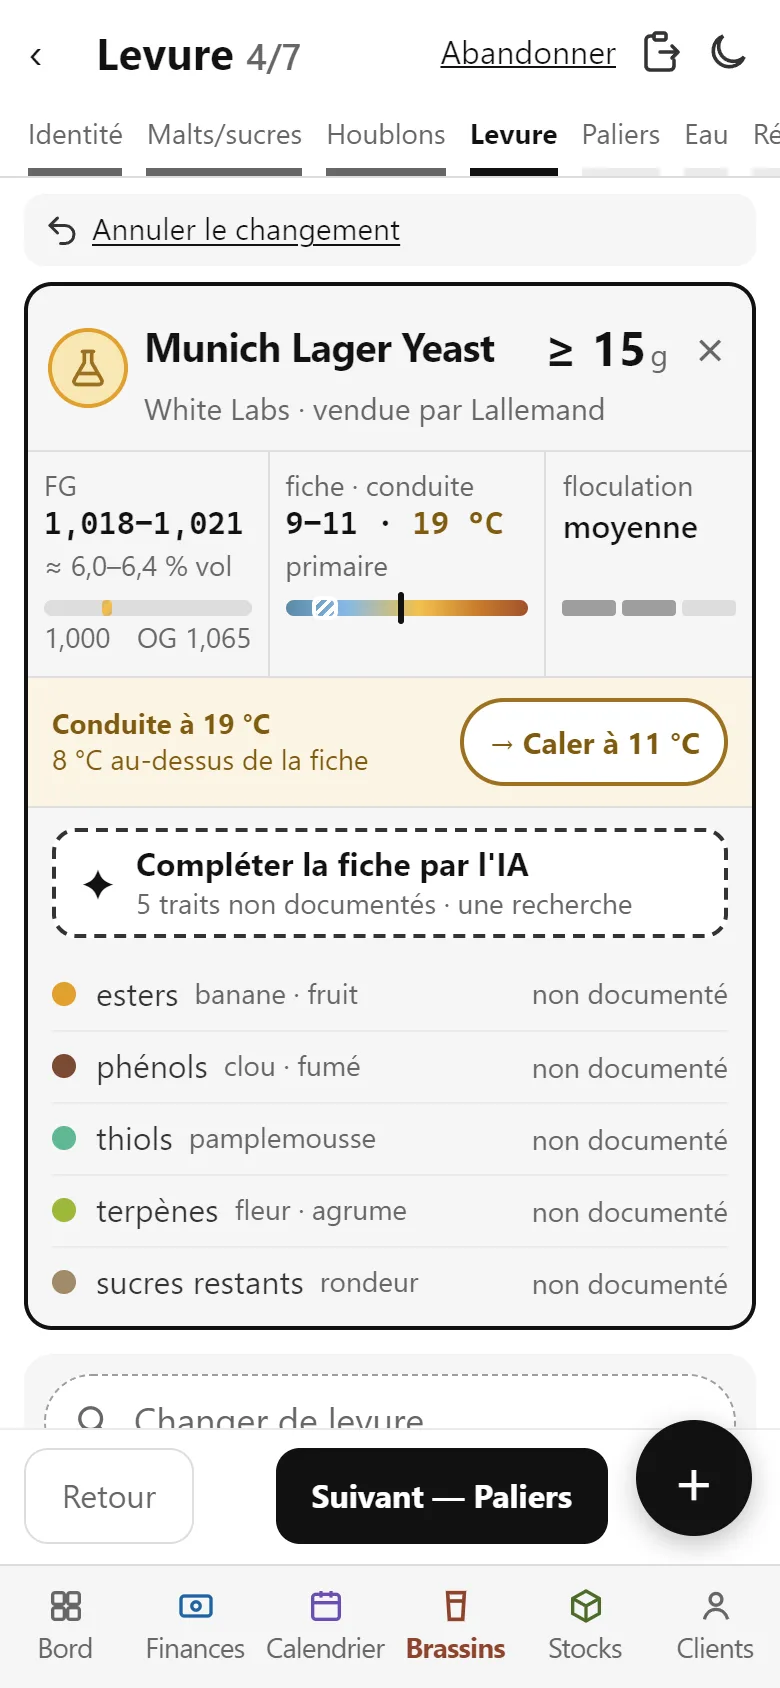 ‹ Levure 4/7 Abandonner
Identité Malts/sucres Houblons Levure Paliers Eau Ré
Annuler le changement
Munich Lager Yeast ≥ 15 g ×
White Labs · vendue par Lallemand
FG
1,018–1,021
≈ 6,0–6,4 % vol
1,000 OG 1,065
fiche · conduite
9–11 · 19 °C
primaire
floculation
moyenne
Conduite à 19 °C
8 °C au-dessus de la fiche
→ Caler à 11 °C
Compléter la fiche par l'IA
5 traits non documentés · une recherche
esters banane · fruit non documenté
phénols clou · fumé non documenté
thiols pamplemousse non documenté
terpènes fleur · agrume non documenté
sucres restants rondeur non documenté
Changer de levure
Retour Suivant — Paliers +
Bord Finances Calendrier Brassins Stocks Clients